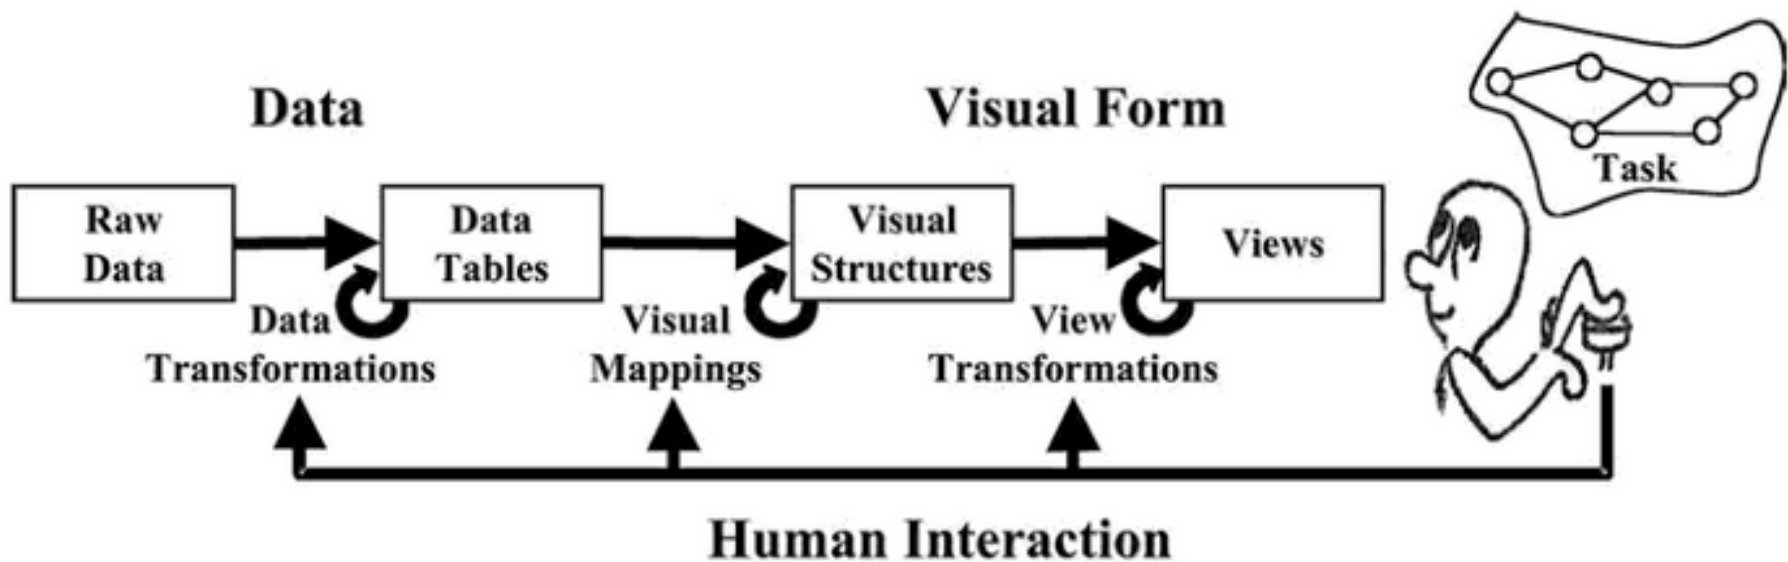 Data
Visual Form
Task
Raw
Data
Data
Tables
Visual
Structures
Views
Data
Transformations
Visual
Mappings
View
Transformations
Human Interaction